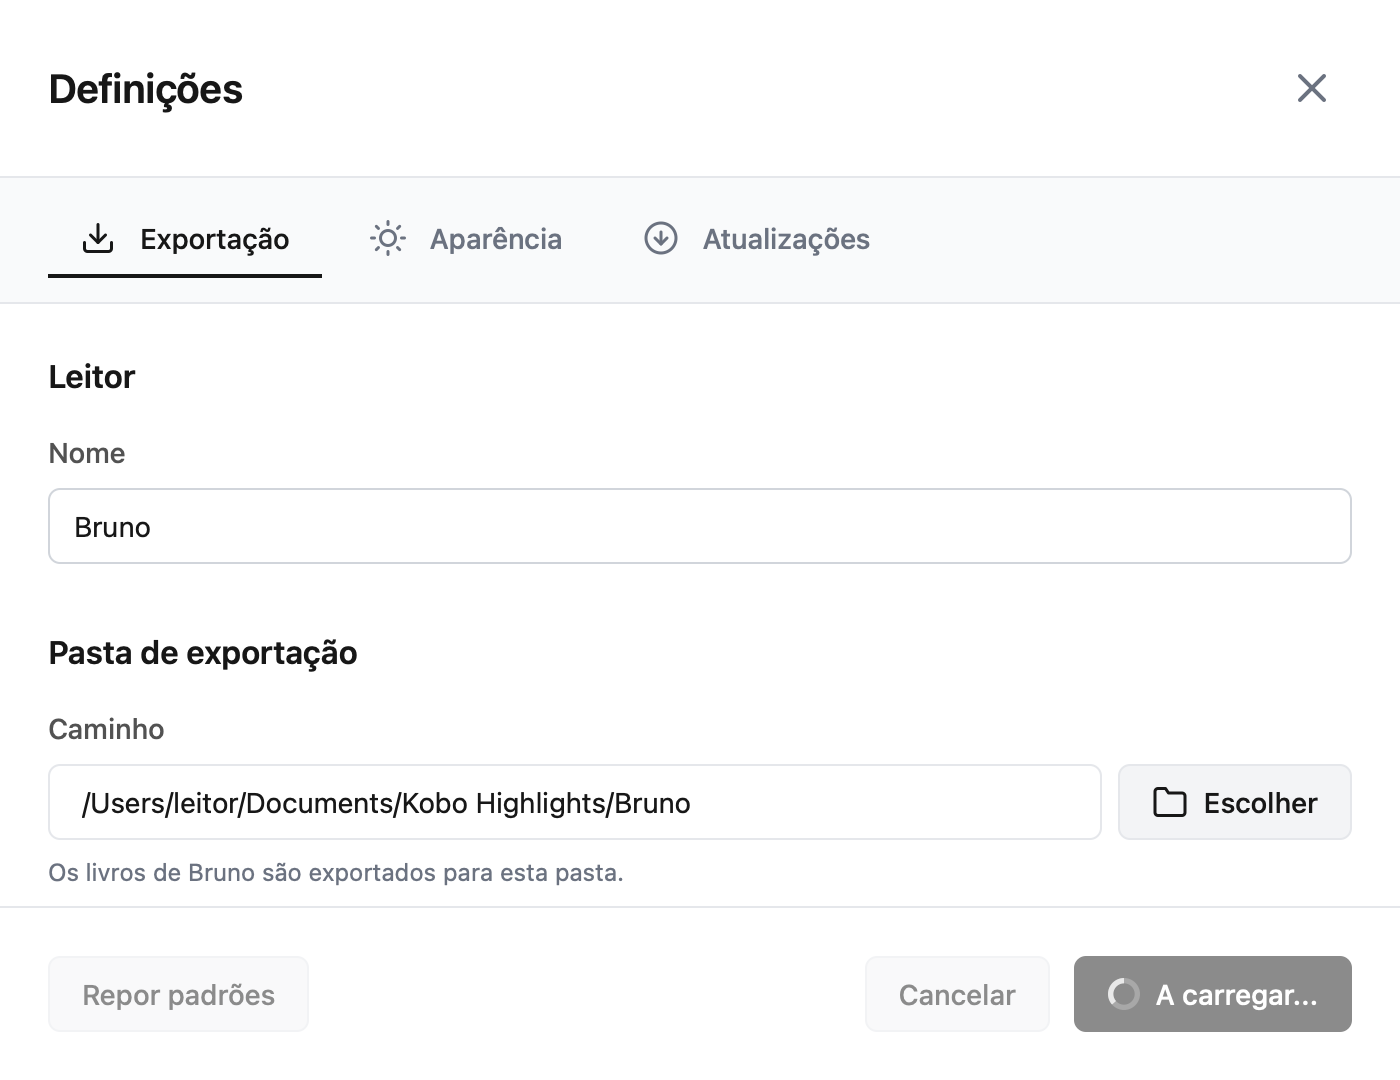 Definições
Exportação
Aparência
Atualizações
Leitor
Nome
Bruno
Pasta de exportação
Caminho
/Users/leitor/Documents/Kobo Highlights/Bruno
Escolher
Os livros de Bruno são exportados para esta pasta.
Repor padrões
Cancelar
A carregar...